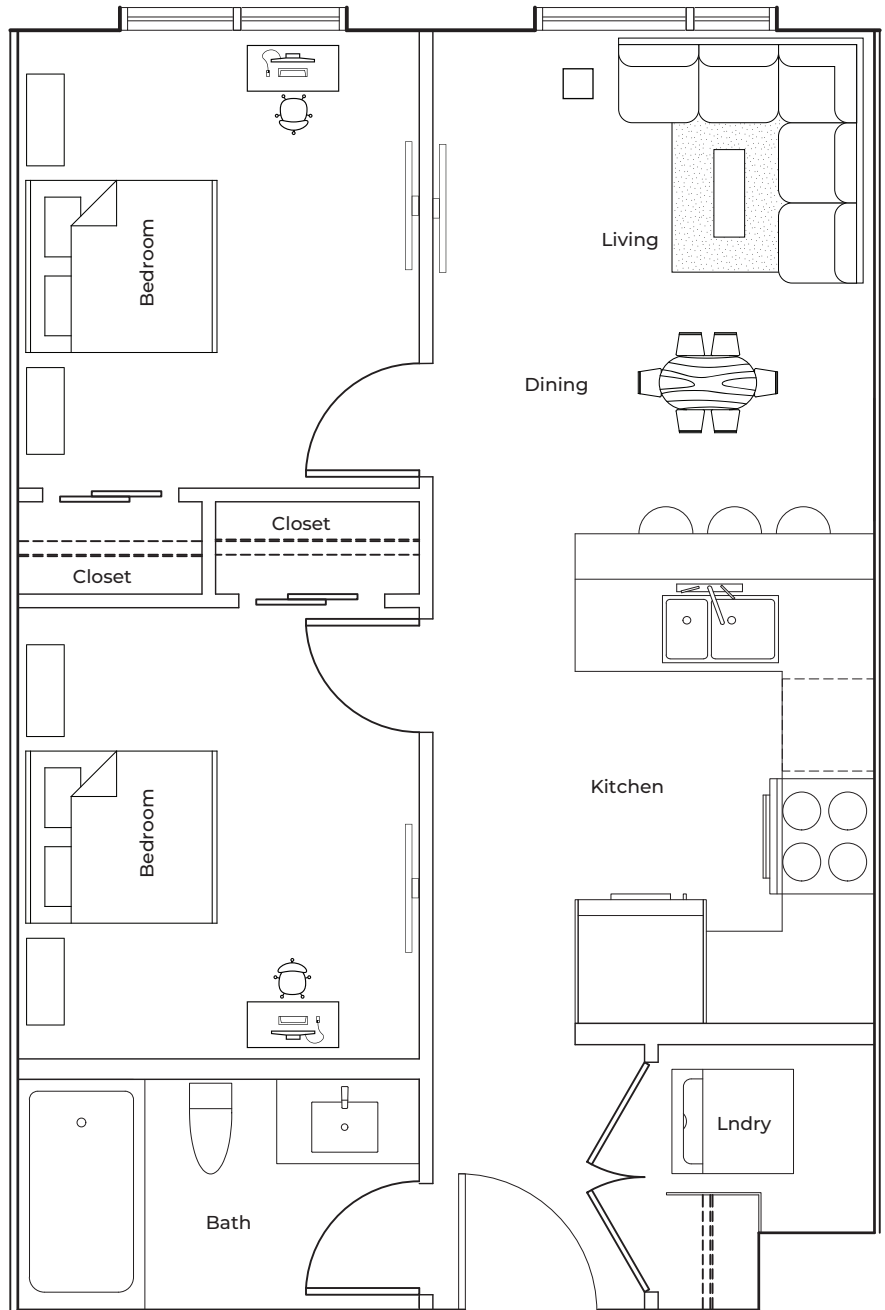 Bedroom
Living
Dining
Closet
Closet
Kitchen
Bedroom
Lndry
Bath